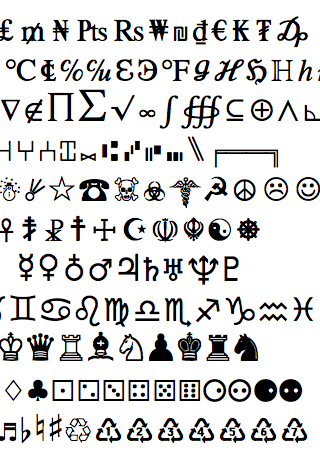 ₤ ₥ ₦ ₧ ₨ ₩ ₪ ₫ € ₭ ₮ ₯
℃ ℄ ℅ ℆ ℇ ℈ ℉ ℊ ℋ ℌ ℍ ℎ
∇ ∉ ∏ ∑ √ ∞ ∫ ∰ ⊆ ⊕ ⋀
☃ ✌ ☆ ☎ ☠ ☣ ☤ ☭ ☮ ☹ ☺
♀ ☨ ☧ ✝ ☩ ☪ ☫ ☬ ☯ ☸
☿ ♀ ♁ ♂ ♃ ♄ ♅ ♆ ♇
♊ ♋ ♌ ♍ ♎ ♏ ♐ ♑ ♒ ♓
♔ ♛ ♖ ♝ ♘ ♟ ♚ ♜ ♞
♢ ♣ ⚀ ⚁ ⚂ ⚃ ⚄ ⚅ ⚆ ⚇ ⚈ ⚉
♬ ♭ ♮ ♯ ♲ ♳ ♴ ♵ ♶ ♷ ♸ ♹